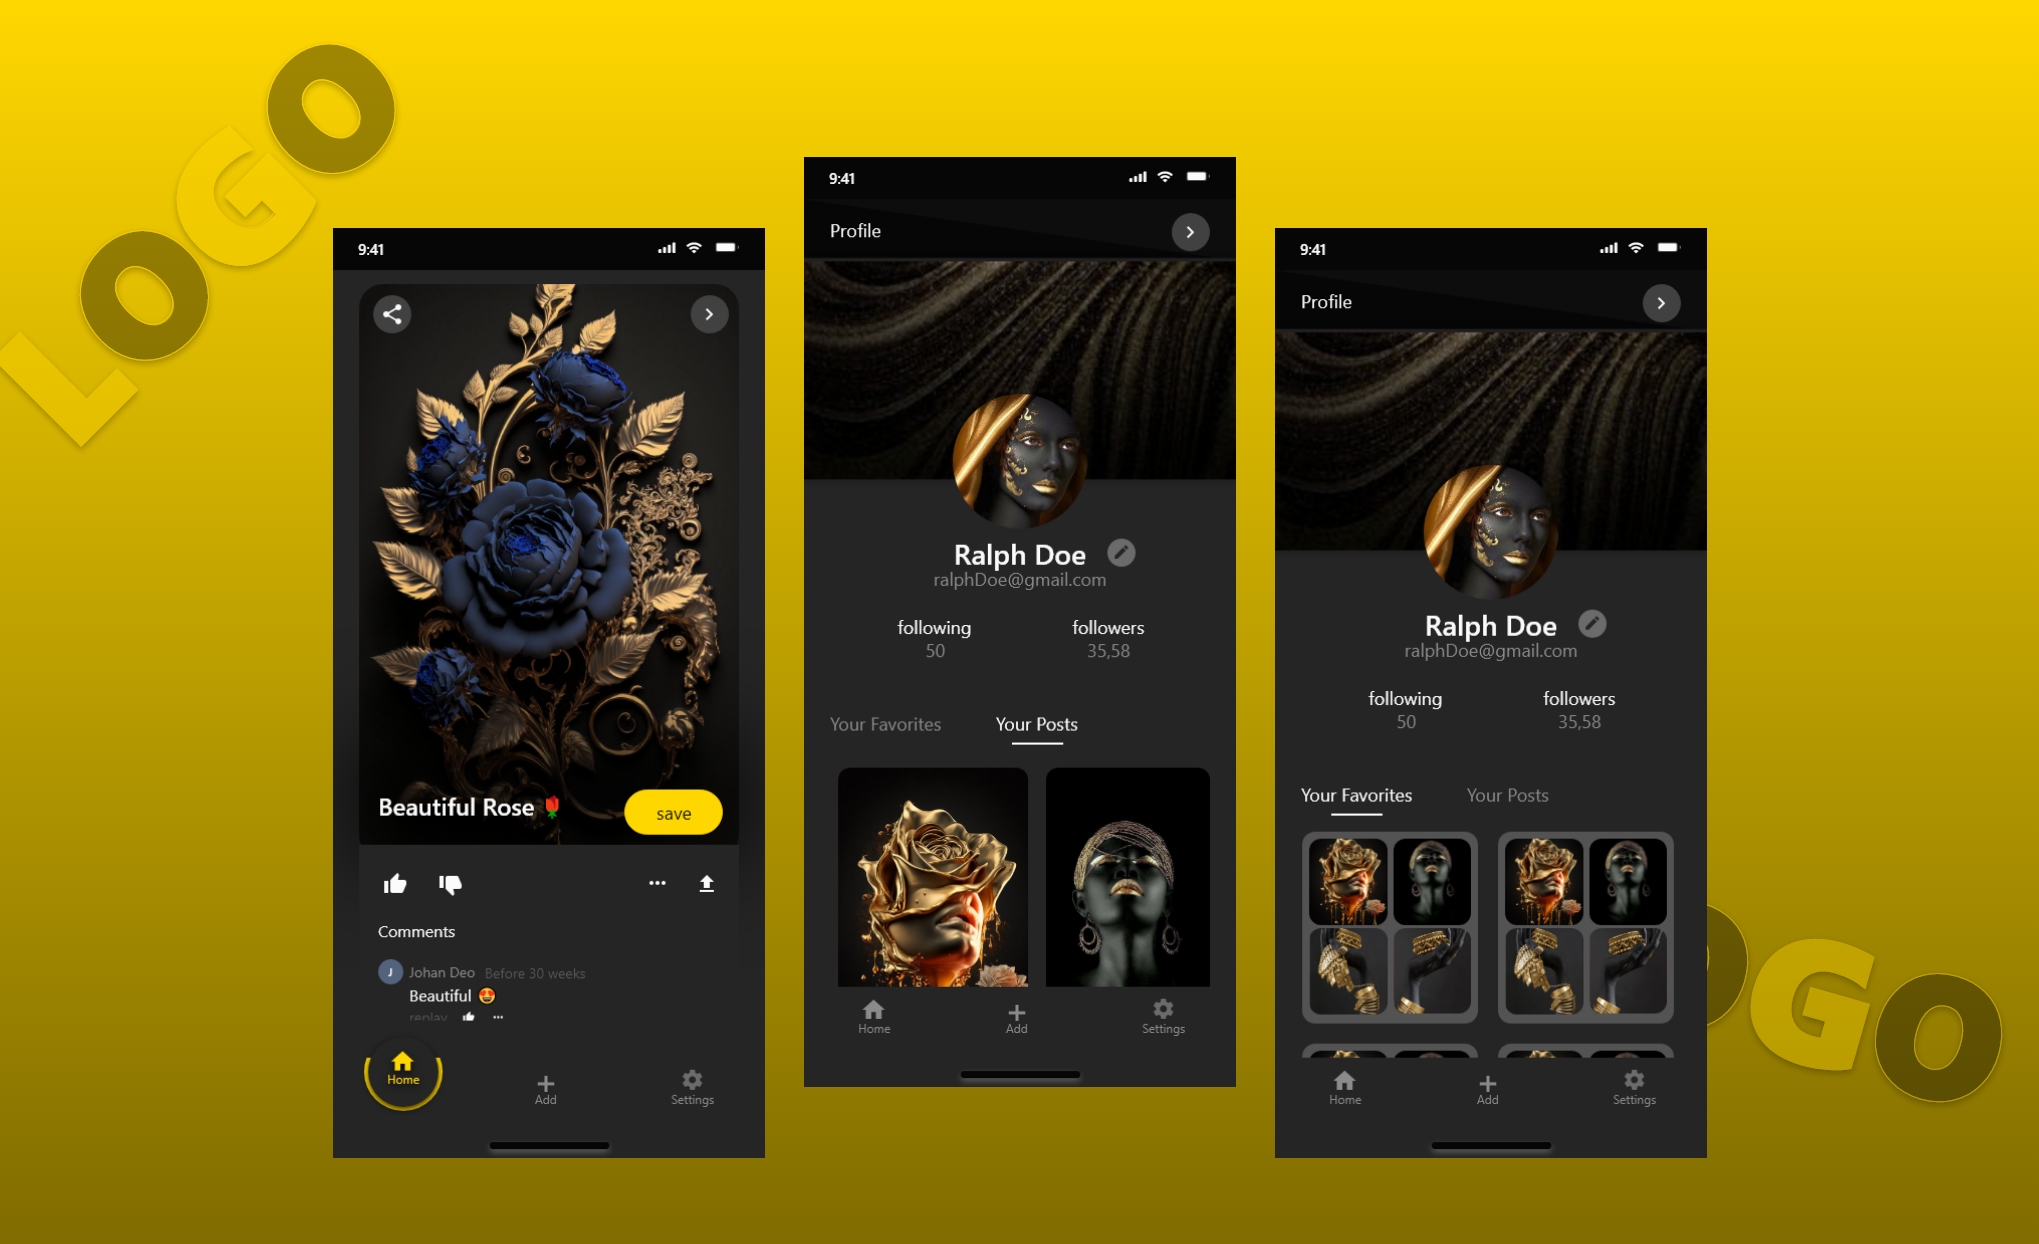 LOGO
9:41
Beautiful Rose 🌹
save
Comments
J
Johan Deo Before 30 weeks
Beautiful 😍
replay
Home
Add
Settings
9:41
Profile
Ralph Doe
ralphDoe@gmail.com
following followers
50 35,58
Your Favorites Your Posts
Home
Add
Settings
9:41
Profile
Ralph Doe
ralphDoe@gmail.com
following followers
50 35,58
Your Favorites Your Posts
Home
Add
Settings
OGO